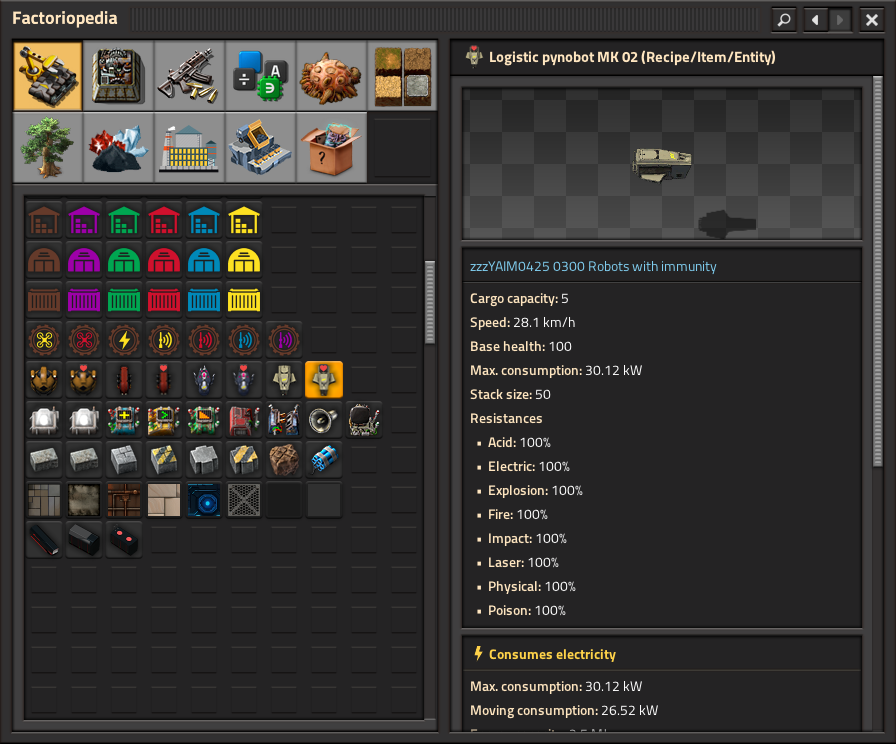 Factoriopedia
Logistic pynobot MK 02 (Recipe/Item/Entity)
zzzYAIM0425 0300 Robots with immunity
Cargo capacity: 5
Speed: 28.1 km/h
Base health: 100
Max. consumption: 30.12 kW
Stack size: 50
Resistances
▪ Acid: 100%
▪ Electric: 100%
▪ Explosion: 100%
▪ Fire: 100%
▪ Impact: 100%
▪ Laser: 100%
▪ Physical: 100%
▪ Poison: 100%
Consumes electricity
Max. consumption: 30.12 kW
Moving consumption: 26.52 kW